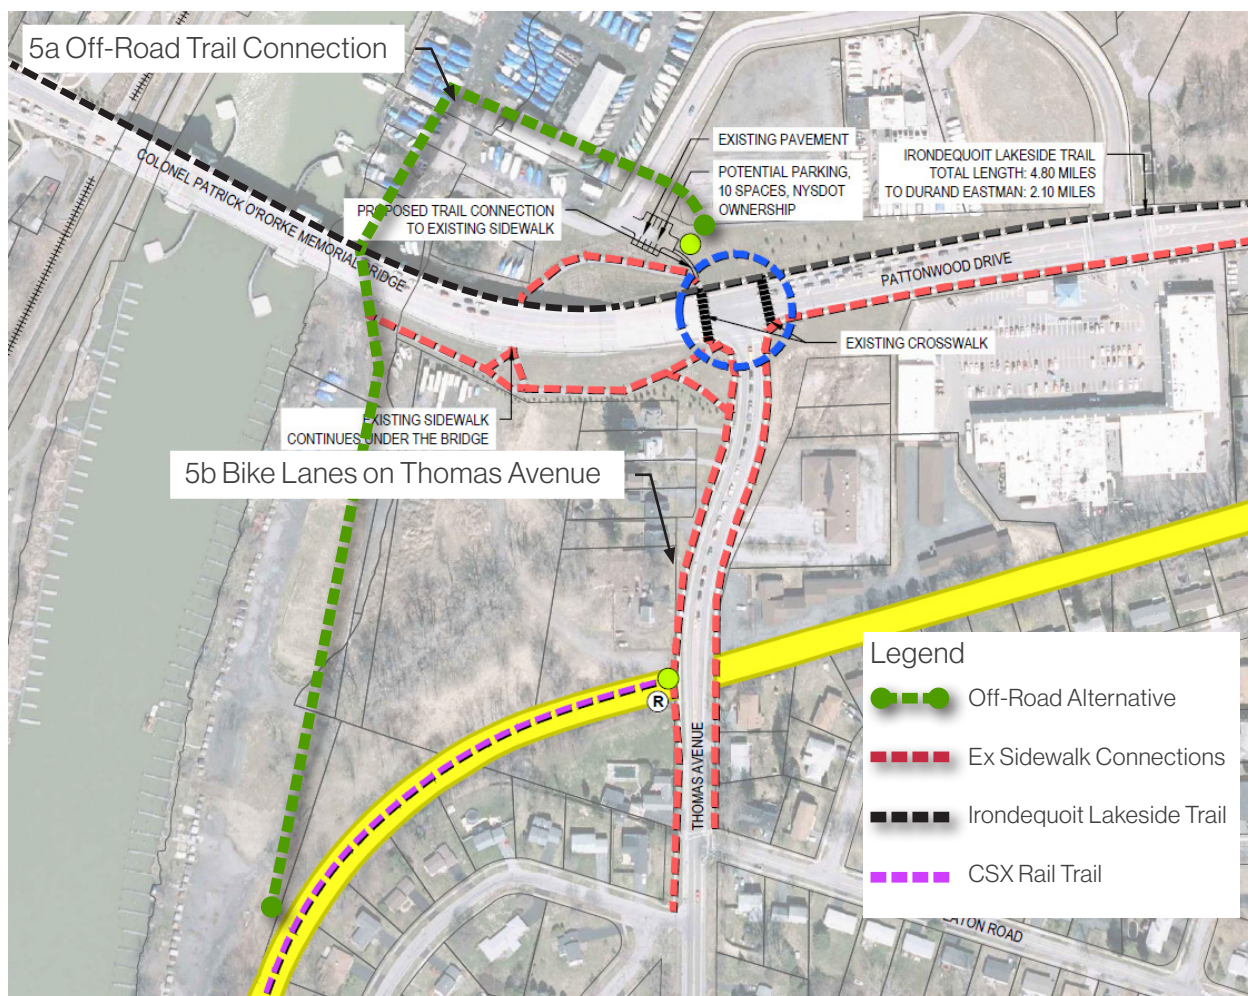 5a Off-Road Trail Connection
EXISTING PAVEMENT
POTENTIAL PARKING,
10 SPACES, NYSDOT
OWNERSHIP
IRONDEQUOIT LAKESIDE TRAIL
TOTAL LENGTH: 4.80 MILES
TO DURAND EASTMAN: 2.10 MILES
COLONEL PATRICK O'RORKE MEMORIAL BRIDGE
PROPOSED TRAIL CONNECTION
TO EXISTING SIDEWALK
PATTONWOOD DRIVE
EXISTING CROSSWALK
EXISTING SIDEWALK
CONTINUES UNDER THE BRIDGE
5b Bike Lanes on Thomas Avenue
R
THOMAS AVENUE
Legend
Off-Road Alternative
Ex Sidewalk Connections
Irondequoit Lakeside Trail
CSX Rail Trail
EATON ROAD